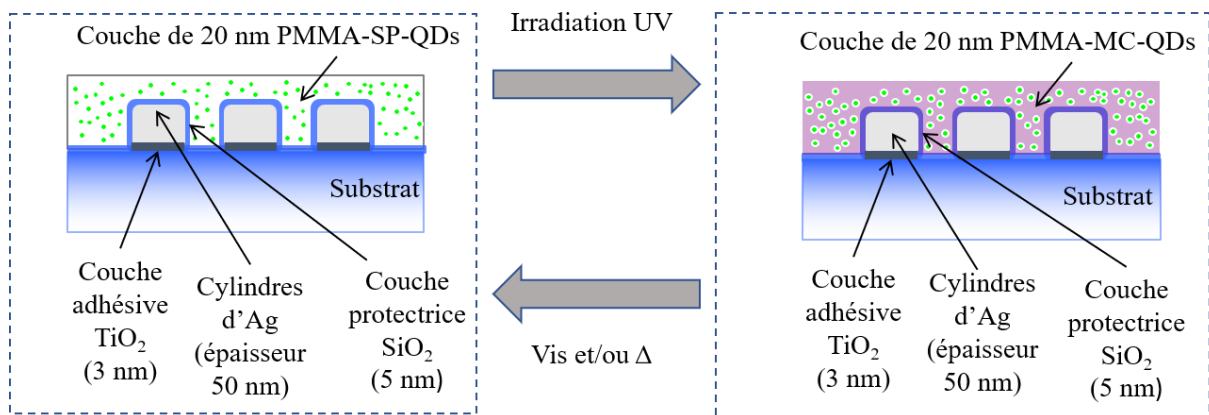 Couche de 20 nm PMMA-SP-QDs
Substrat
Couche
adhésive
TiO₂
(3 nm)
Cylindres
d’Ag
(épaisseur
50 nm)
Couche
protectrice
SiO₂
(5 nm)
Irradiation UV
Vis et/ou Δ
Couche de 20 nm PMMA-MC-QDs
Substrat
Couche
adhésive
TiO₂
(3 nm)
Cylindres
d’Ag
(épaisseur
50 nm)
Couche
protectrice
SiO₂
(5 nm)